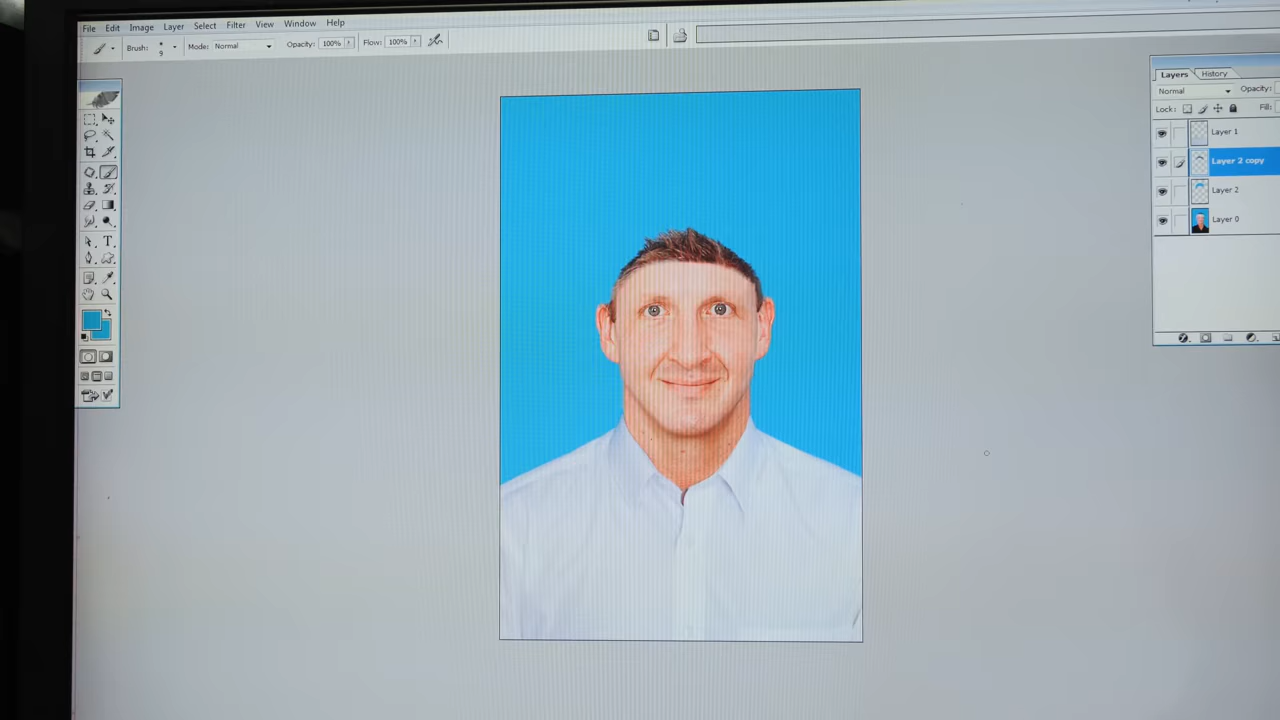 File Edit Image Layer Select Filter View Window Help
Brush: 9 Mode: Normal Opacity: 100% Flow: 100%
Layers History
Normal Opacity:
Lock: Fill:
Layer 1
Layer 2 copy
Layer 2
Layer 0